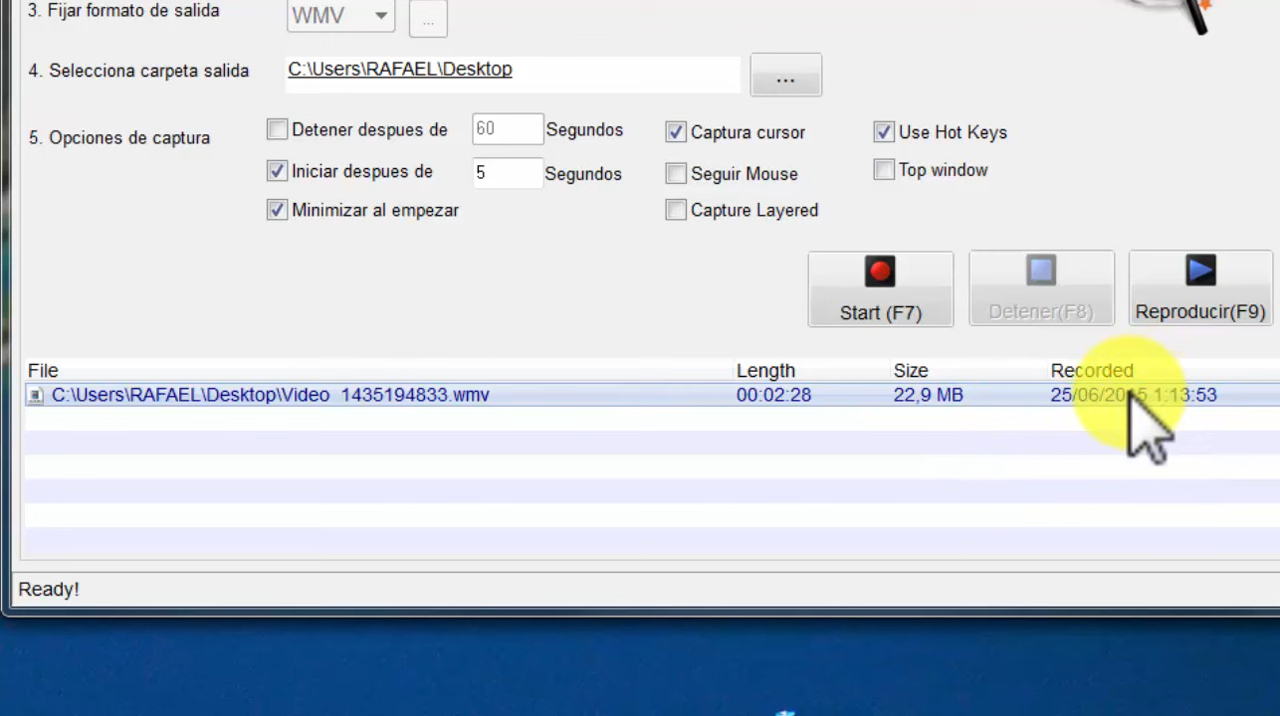 3. Fijar formato de salida WMV ...
4. Selecciona carpeta salida C:\Users\RAFAEL\Desktop ...
5. Opciones de captura
Detener despues de 60 Segundos Captura cursor Use Hot Keys
Iniciar despues de 5 Segundos Seguir Mouse Top window
Minimizar al empezar Capture Layered
Start (F7) Detener(F8) Reproducir(F9)
File Length Size Recorded
C:\Users\RAFAEL\Desktop\Video 1435194833.wmv 00:02:28 22,9 MB 25/06/2015 1:13:53
Ready!